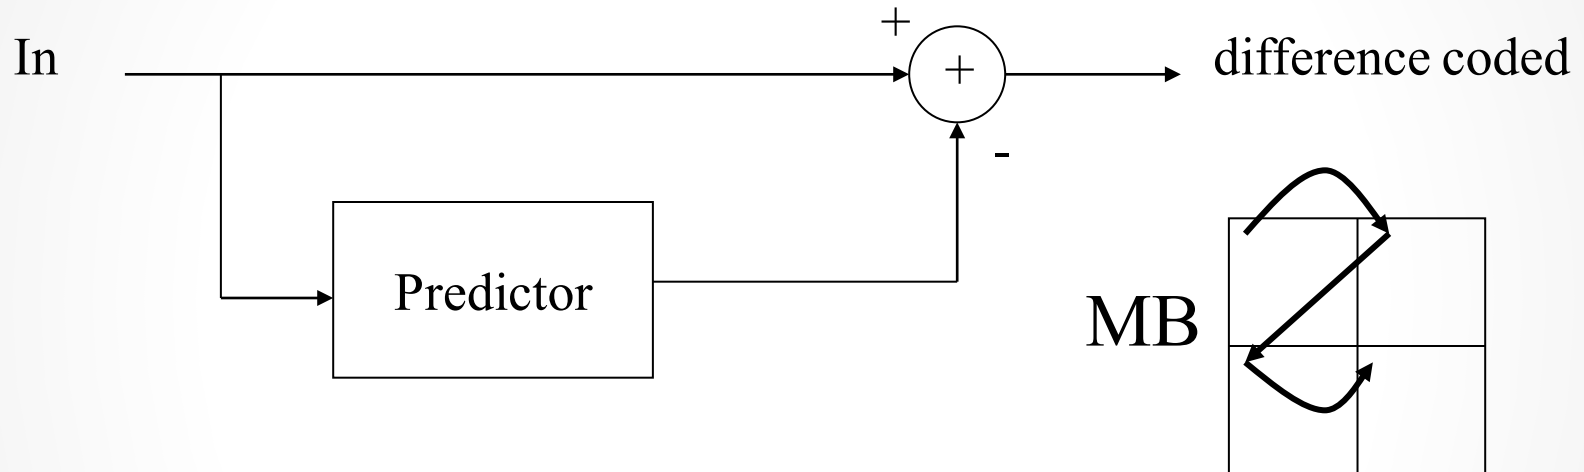 +
In
+
difference coded
-
Predictor
MB